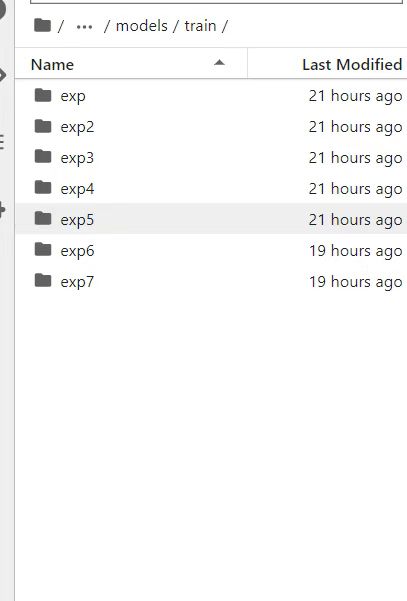 / ··· / models / train /
Name Last Modified
exp 21 hours ago
exp2 21 hours ago
exp3 21 hours ago
exp4 21 hours ago
exp5 21 hours ago
exp6 19 hours ago
exp7 19 hours ago